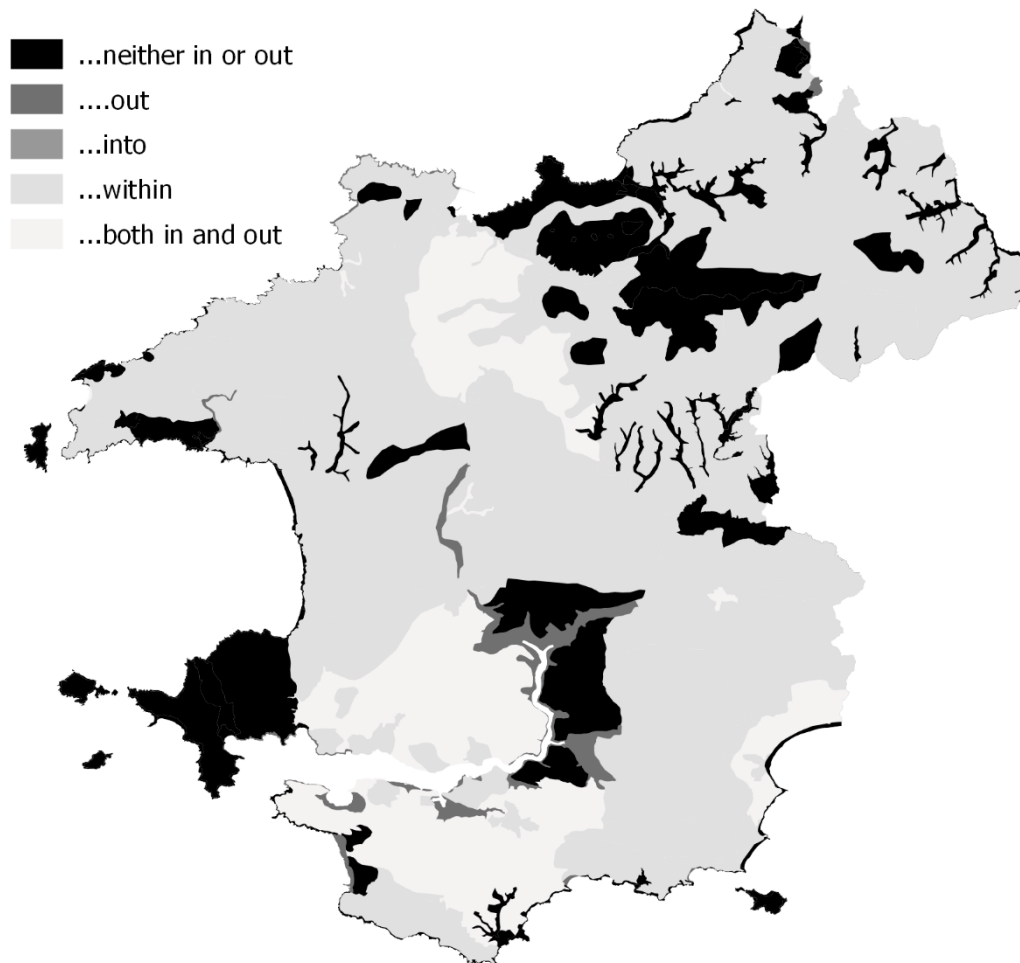 ...neither in or out
....out
...into
...within
...both in and out